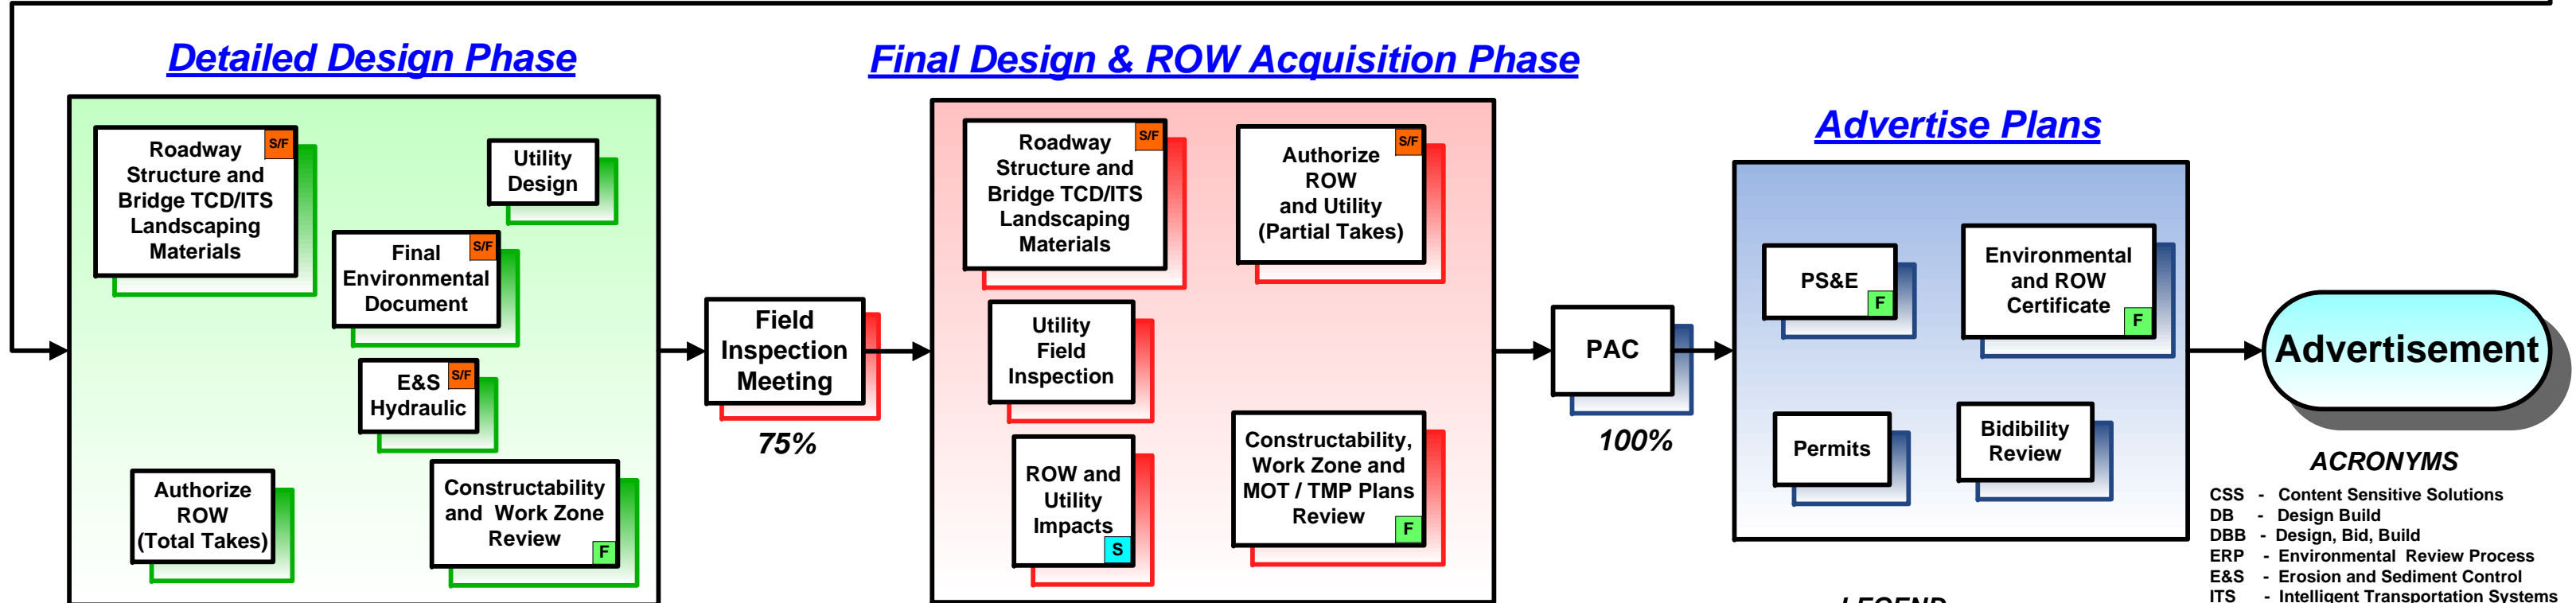 Detailed Design Phase
Roadway
Structure and
Bridge TCD/ITS
Landscaping
Materials
S/F
Utility
Design
Final
Environmental
Document
S/F
E&S
Hydraulic
S/F
Authorize
ROW
(Total Takes)
Constructability
and Work Zone
Review
F
Field
Inspection
Meeting
75%
Final Design & ROW Acquisition Phase
Roadway
Structure and
Bridge TCD/ITS
Landscaping
Materials
S/F
Authorize
ROW
and Utility
(Partial Takes)
S/F
Utility
Field
Inspection
ROW and
Utility
Impacts
S
Constructability,
Work Zone and
MOT / TMP Plans
Review
F
PAC
100%
Advertise Plans
PS&E
F
Environmental
and ROW
Certificate
F
Permits
Bidibility
Review
Advertisement
ACRONYMS
CSS - Content Sensitive Solutions
DB - Design Build
DBB - Design, Bid, Build
ERP - Environmental Review Process
E&S - Erosion and Sediment Control
ITS - Intelligent Transportation Systems
LEGEND